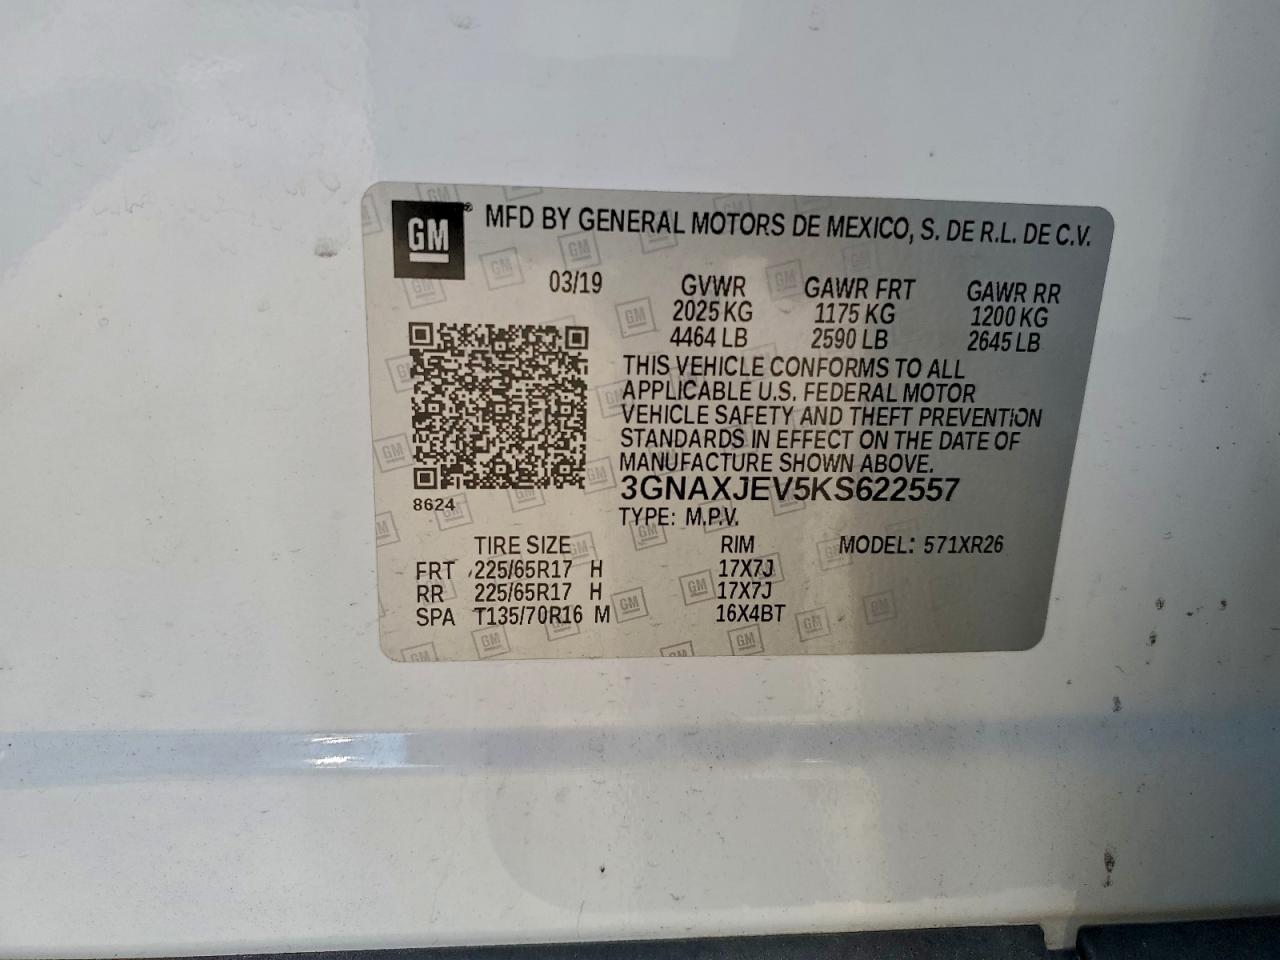 GM® MFD BY GENERAL MOTORS DE MEXICO, S. DE R.L. DE C.V.
03/19 GVWR GAWR FRT GAWR RR
2025 KG 1175 KG 1200 KG
4464 LB 2590 LB 2645 LB
THIS VEHICLE CONFORMS TO ALL
APPLICABLE U.S. FEDERAL MOTOR
VEHICLE SAFETY AND THEFT PREVENTION
STANDARDS IN EFFECT ON THE DATE OF
MANUFACTURE SHOWN ABOVE.
3GNAXJEV5KS622557
8624
TYPE: M.P.V.
TIRE SIZE RIM MODEL: 571XR26
FRT 225/65R17 H 17X7J
RR 225/65R17 H 17X7J
SPA T135/70R16 M 16X4BT